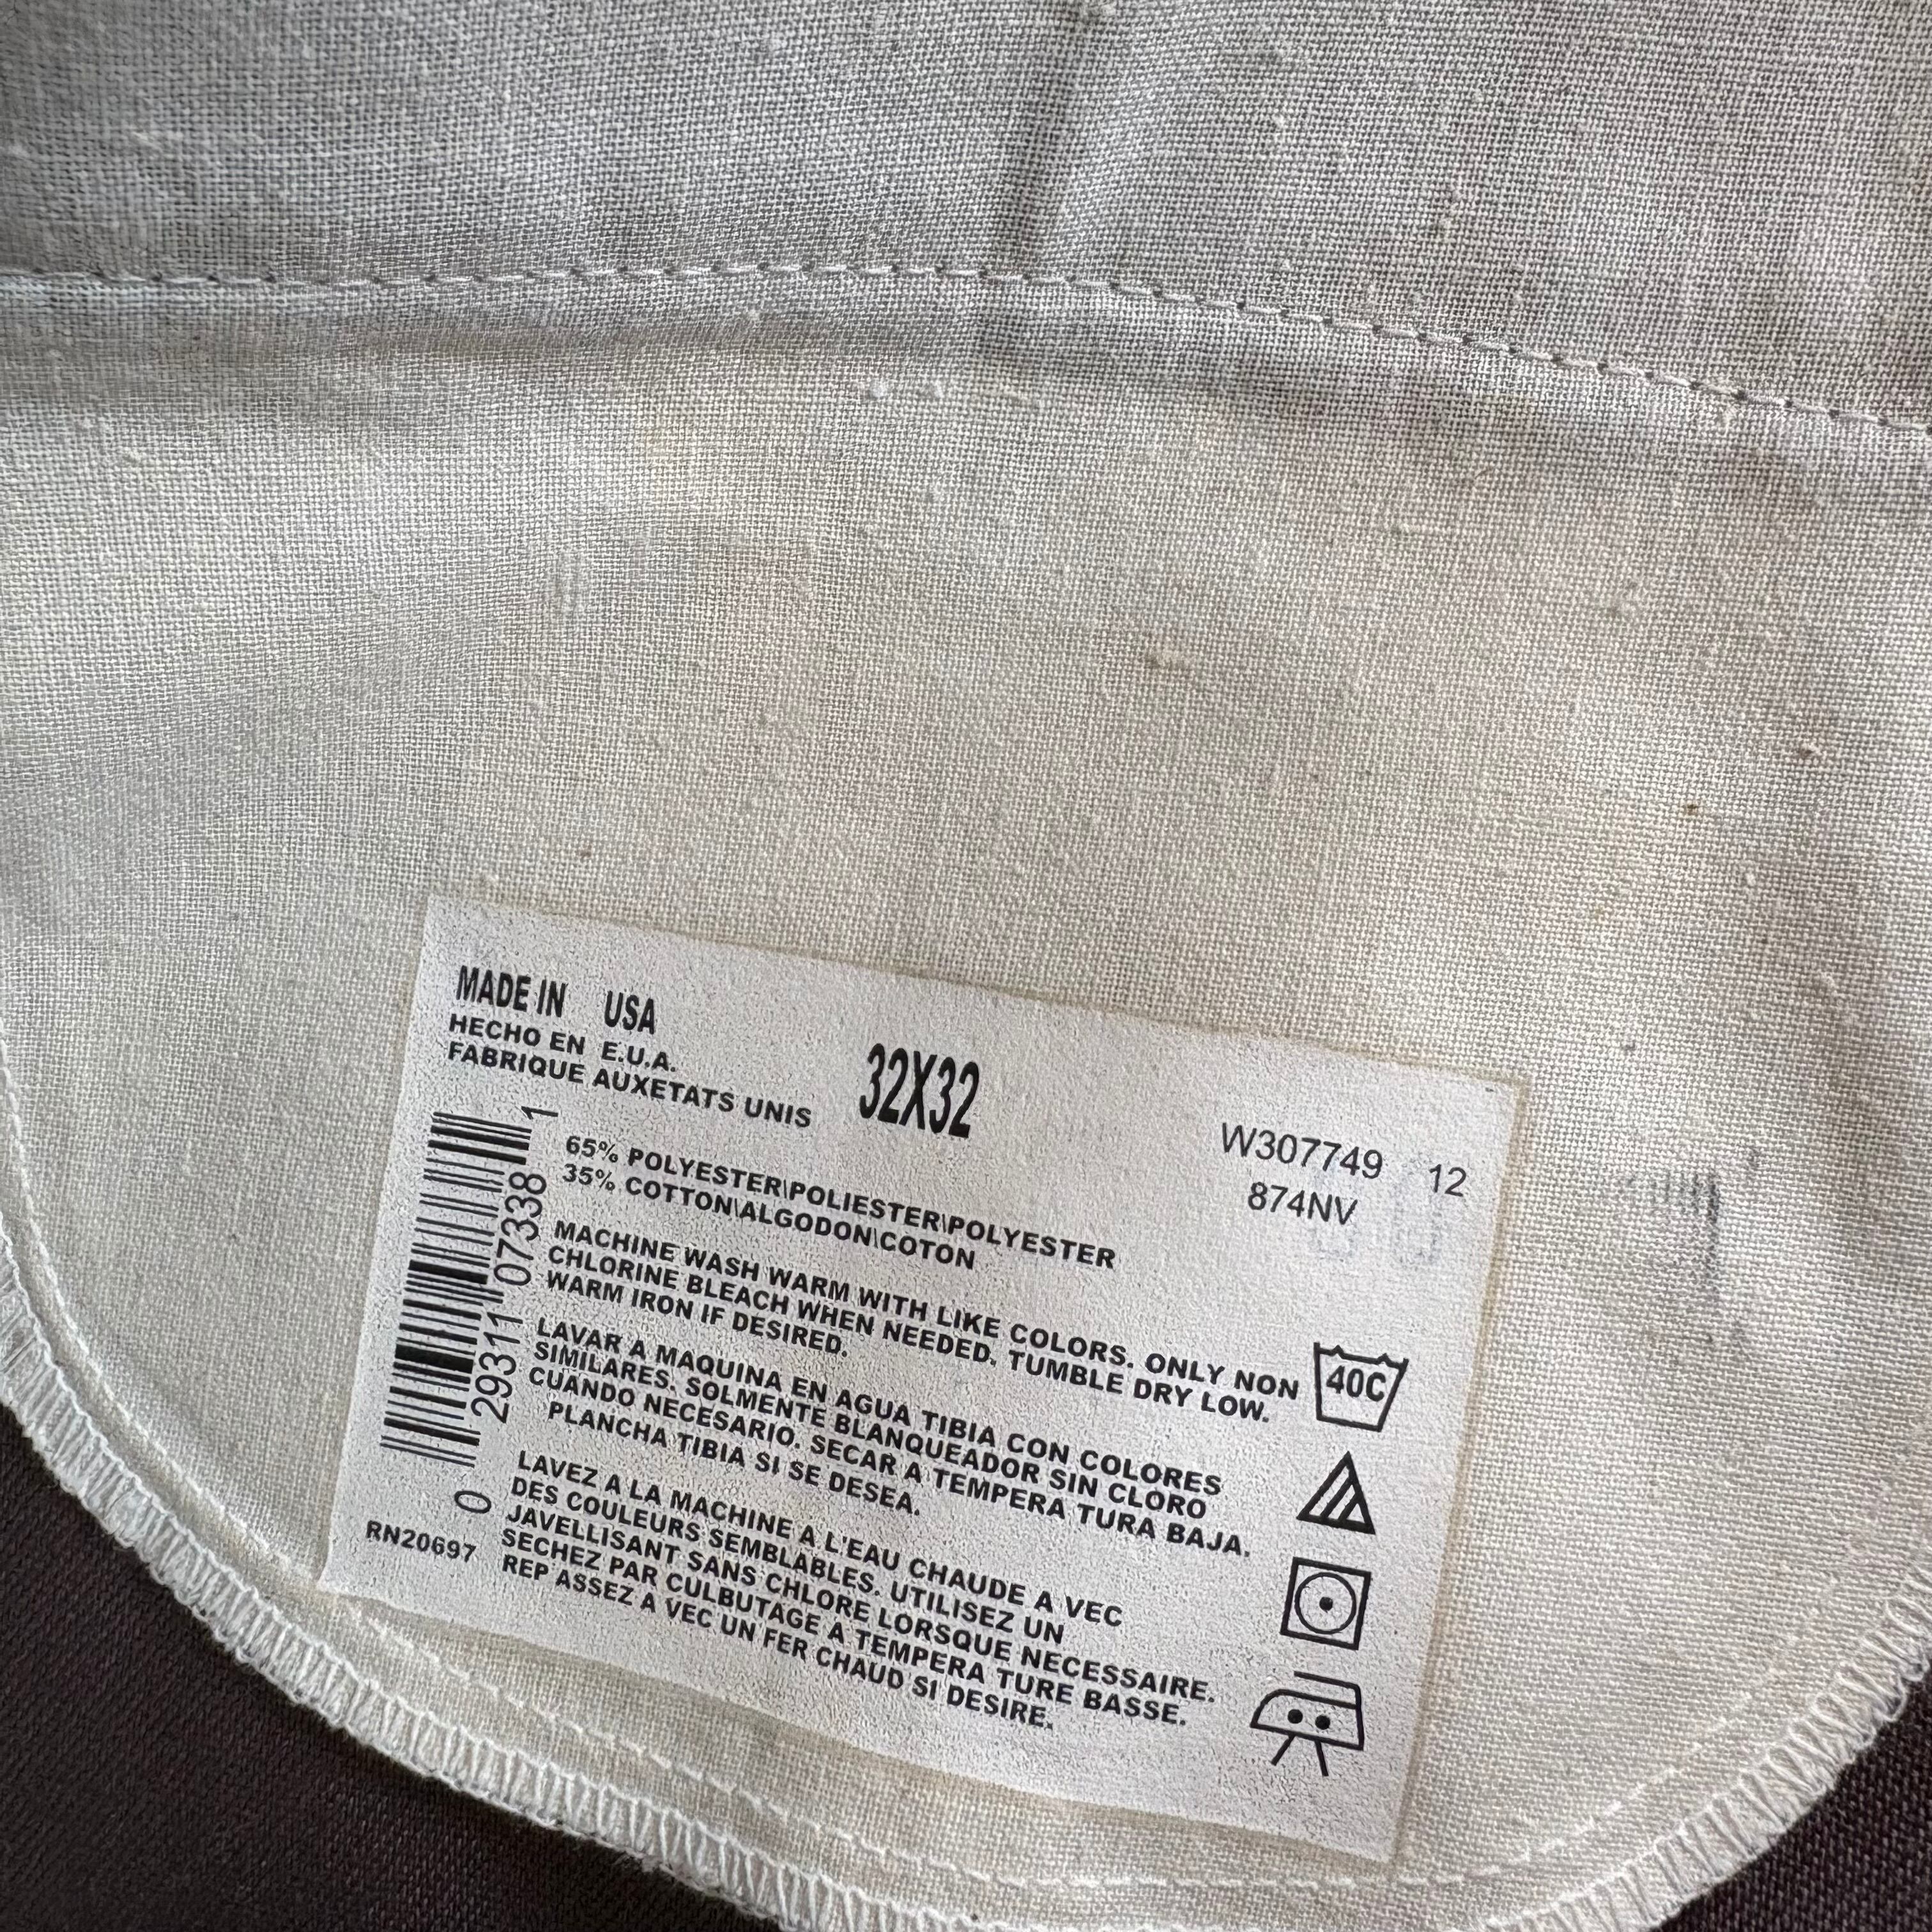 MADE IN USA
HECHO EN E.U.A.
FABRIQUE AUXETATS UNIS
32X32
W307749 12
874NV
65% POLYESTER\POLIESTER\POLYESTER
35% COTTON\ALGODON\COTON
MACHINE WASH WARM WITH LIKE COLORS. ONLY NON
CHLORINE BLEACH WHEN NEEDED. TUMBLE DRY LOW.
WARM IRON IF DESIRED.
LAVAR A MAQUINA EN AGUA TIBIA CON COLORES
SIMILARES. SOLMENTE BLANQUEADOR SIN CLORO
CUANDO NECESARIO. SECAR A TEMPERA TURA BAJA.
PLANCHA TIBIA SI SE DESEA.
LAVEZ A LA MACHINE A L'EAU CHAUDE A VEC
DES COULEURS SEMBLABLES. UTILISEZ UN
JAVELLISANT SANS CHLORE LORSQUE NECESSAIRE.
SECHEZ PAR CULBUTAGE A TEMPERA TURE BASSE.
REP ASSEZ A VEC UN FER CHAUD SI DESIRE.
40C
0 29311 07338 1
RN20697